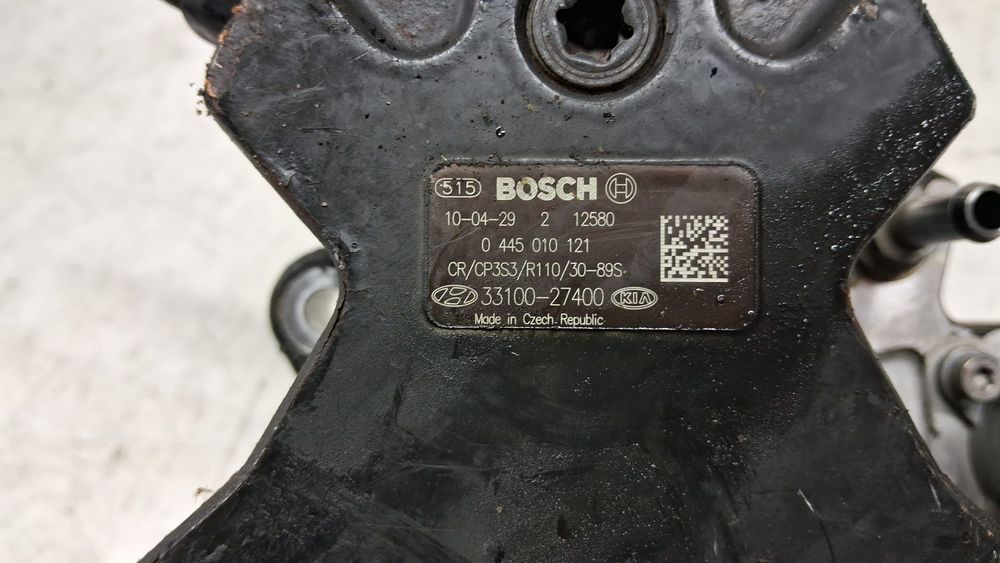 515 BOSCH
10-04-29 2 12580
0 445 010 121
CR/CP3S3/R110/30-89S
33100-27400 KIA
Made in Czech Republic